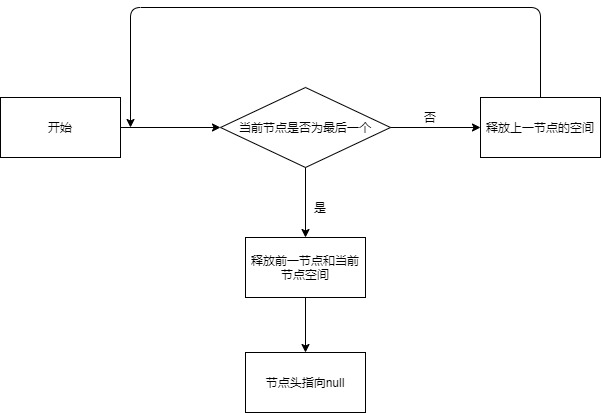 开始
当前节点是否为最后一个
否
释放上一节点的空间
是
释放前一节点和当前
节点空间
节点头指向null